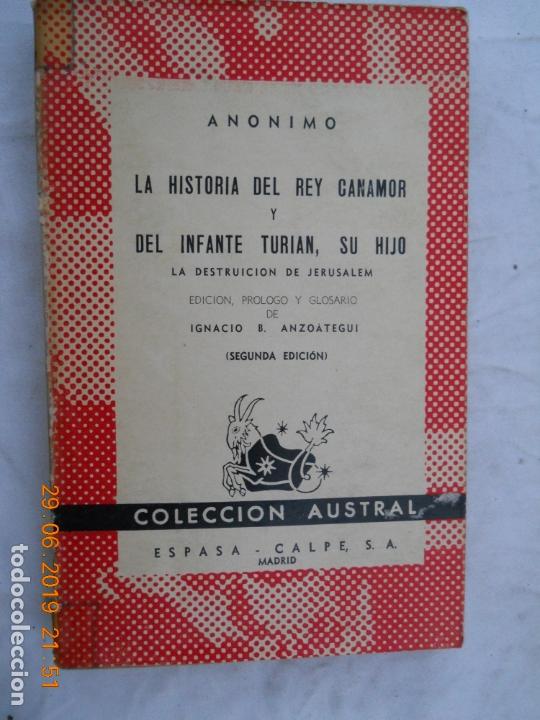 ANONIMO
LA HISTORIA DEL REY CANAMOR
Y
DEL INFANTE TURIAN, SU HIJO
LA DESTRUICION DE JERUSALEM
EDICION, PROLOGO Y GLOSARIO
DE
IGNACIO B. ANZOATEGUI
(SEGUNDA EDICIÓN)
COLECCION AUSTRAL
ESPASA - CALPE, S. A.
MADRID
29.06.2019 21:51
todocoleccion